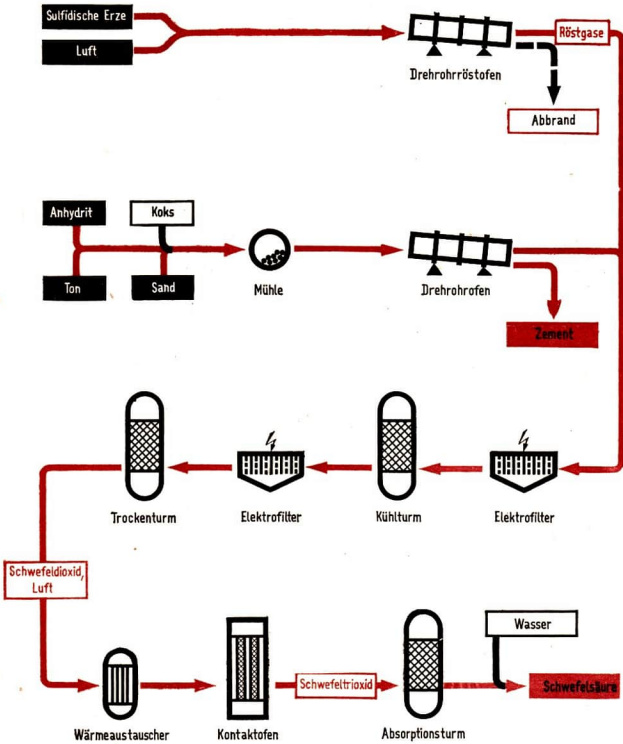 Sulfidische Erze
Luft
Röstgase
Drehrohrröstofen
Abbrand
Anhydrit
Koks
Ton
Sand
Mühle
Drehrohrofen
Zement
Trockenturm
Elektrofilter
Kühlturm
Elektrofilter
Schwefeldioxid,
Luft
Wasser
Schwefeltrioxid
Schwefelsäure
Wärmeaustauscher
Kontaktofen
Absorptionsturm